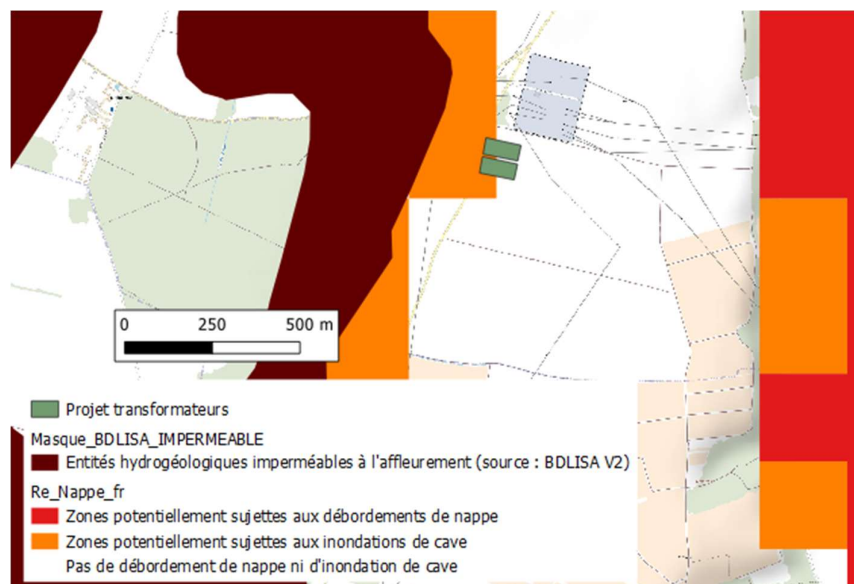 0 250 500 m
Projet transformateurs
Masque_BDLISA_IMPERMEABLE
Entités hydrogéologiques imperméables à l'affleurement (source : BDLISA V2)
Re_Nappe_fr
Zones potentiellement sujettes aux débordements de nappe
Zones potentiellement sujettes aux inondations de cave
Pas de débordement de nappe ni d'inondation de cave